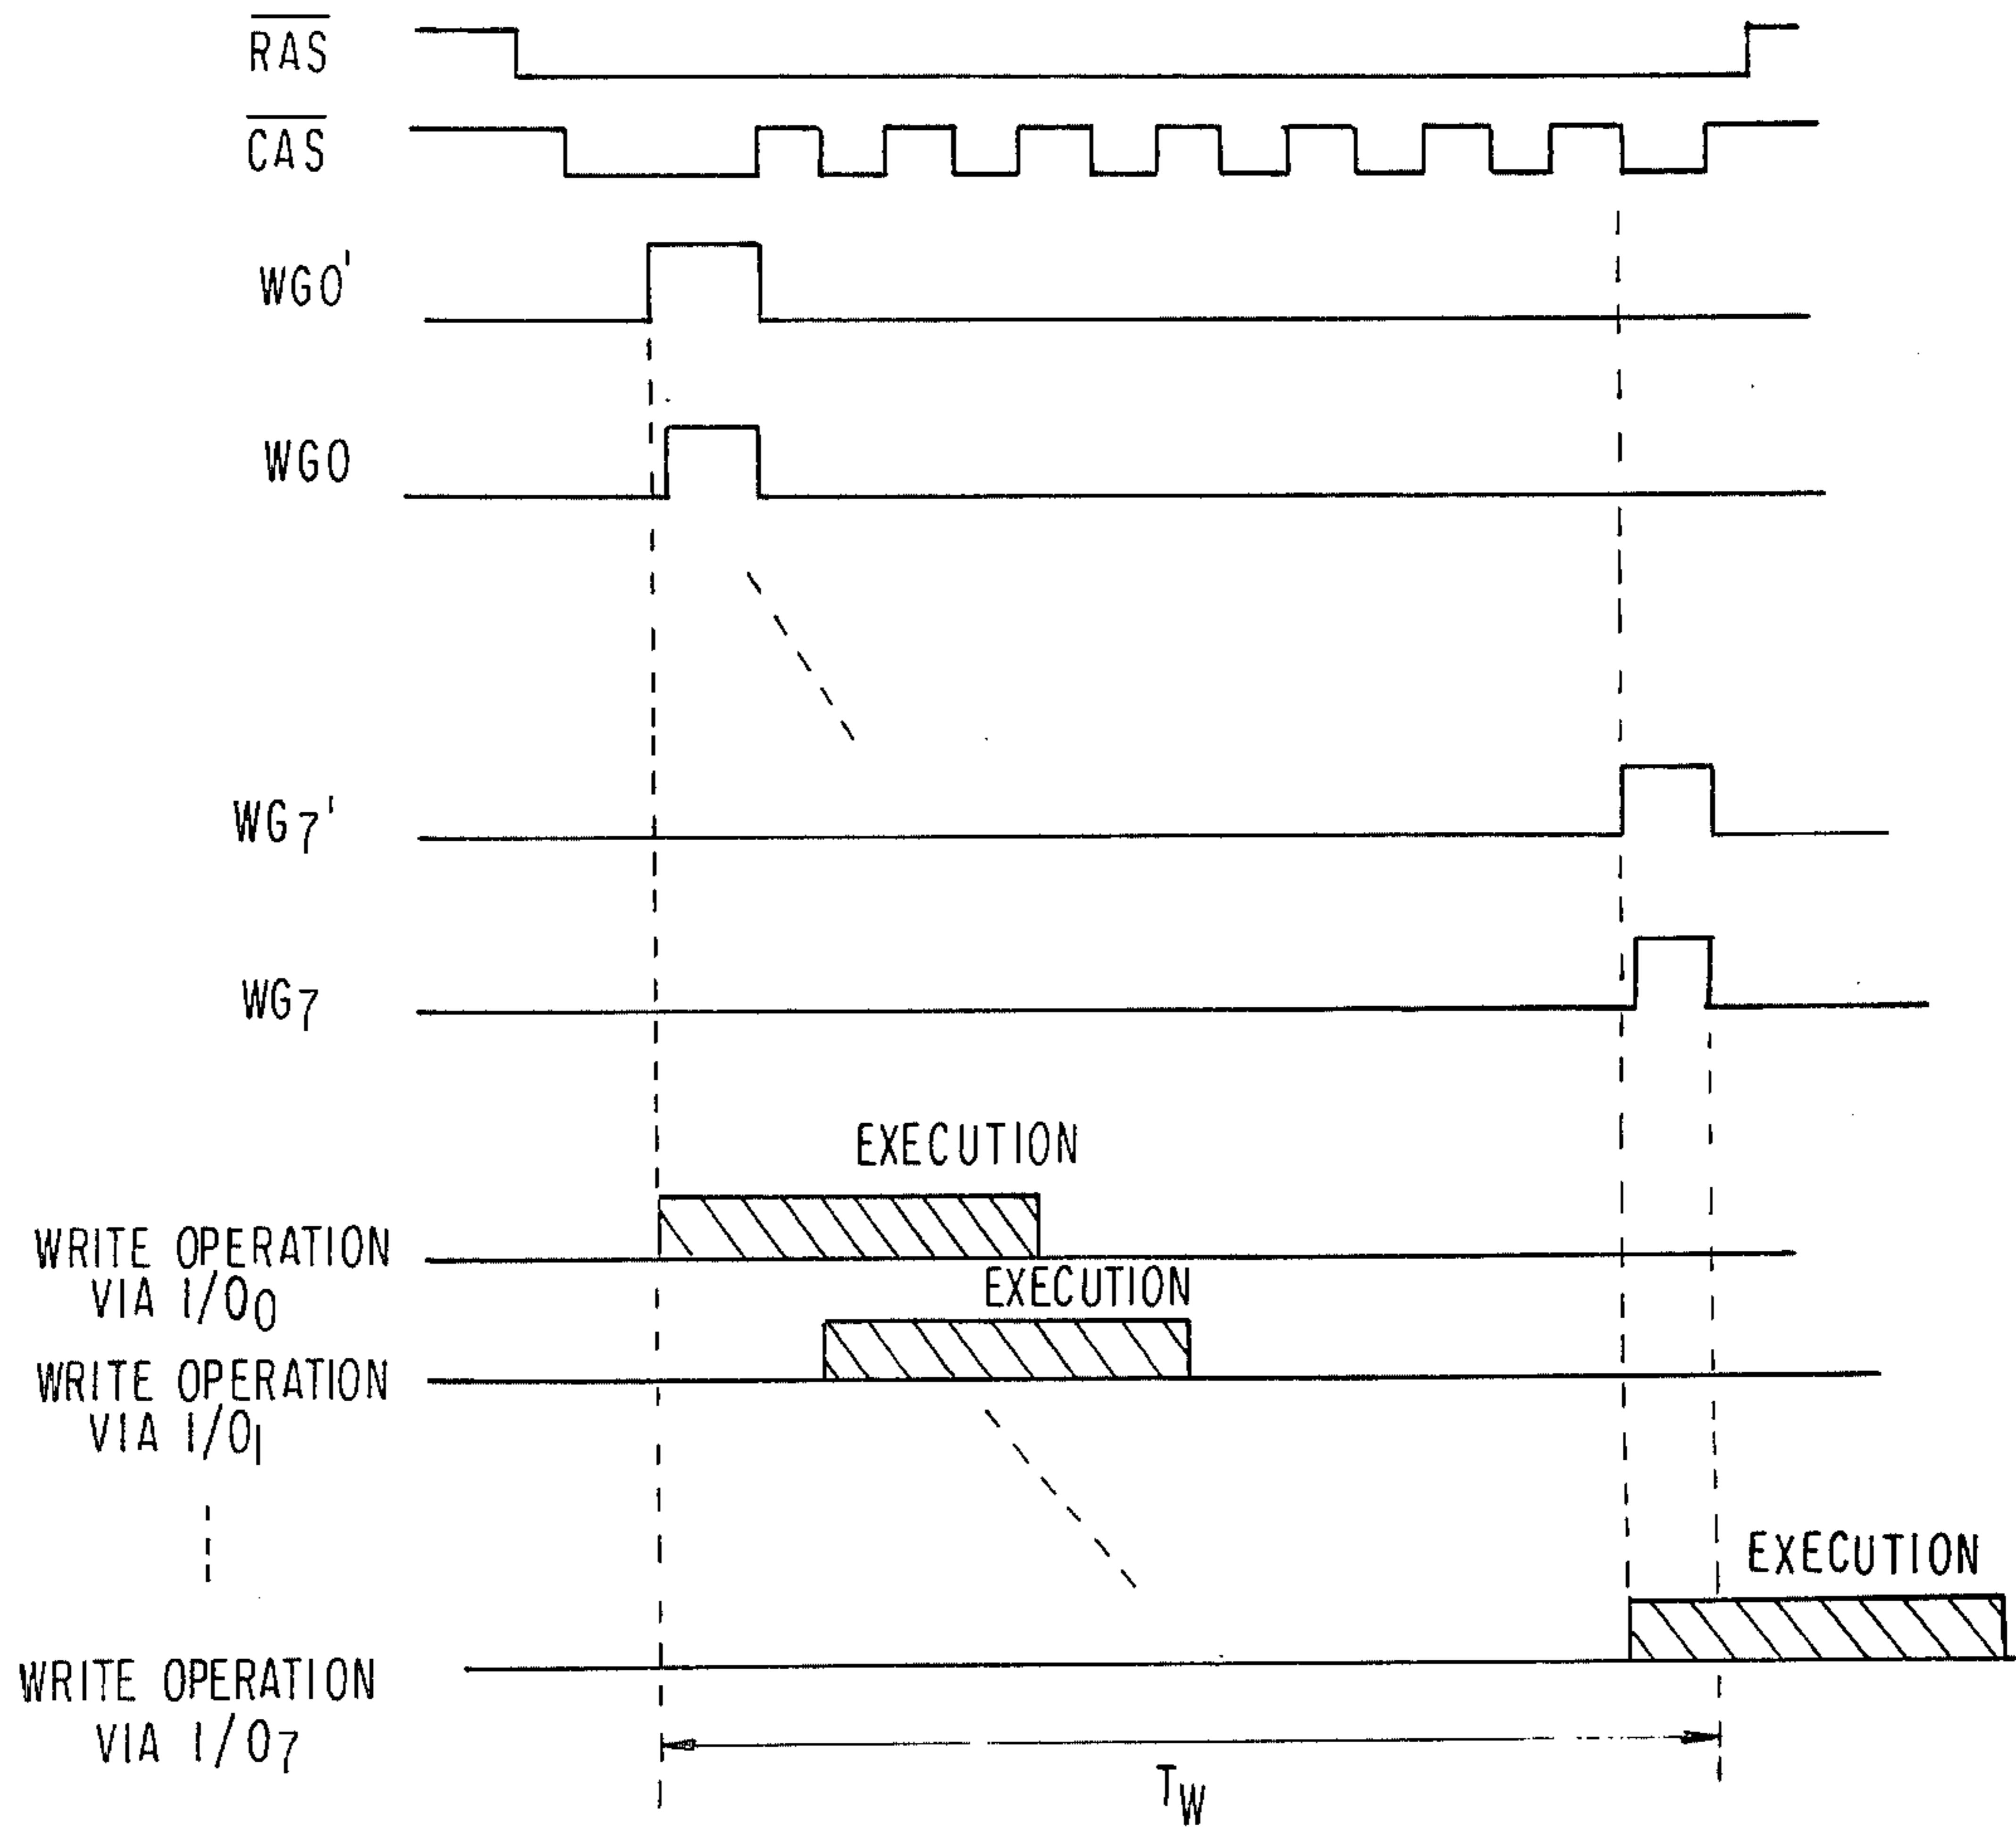 RAS
CAS
WG0'
WG0
WG7'
WG7
EXECUTION
WRITE OPERATION
VIA I/O0
EXECUTION
WRITE OPERATION
VIA I/O1
EXECUTION
WRITE OPERATION
VIA I/O7
TW